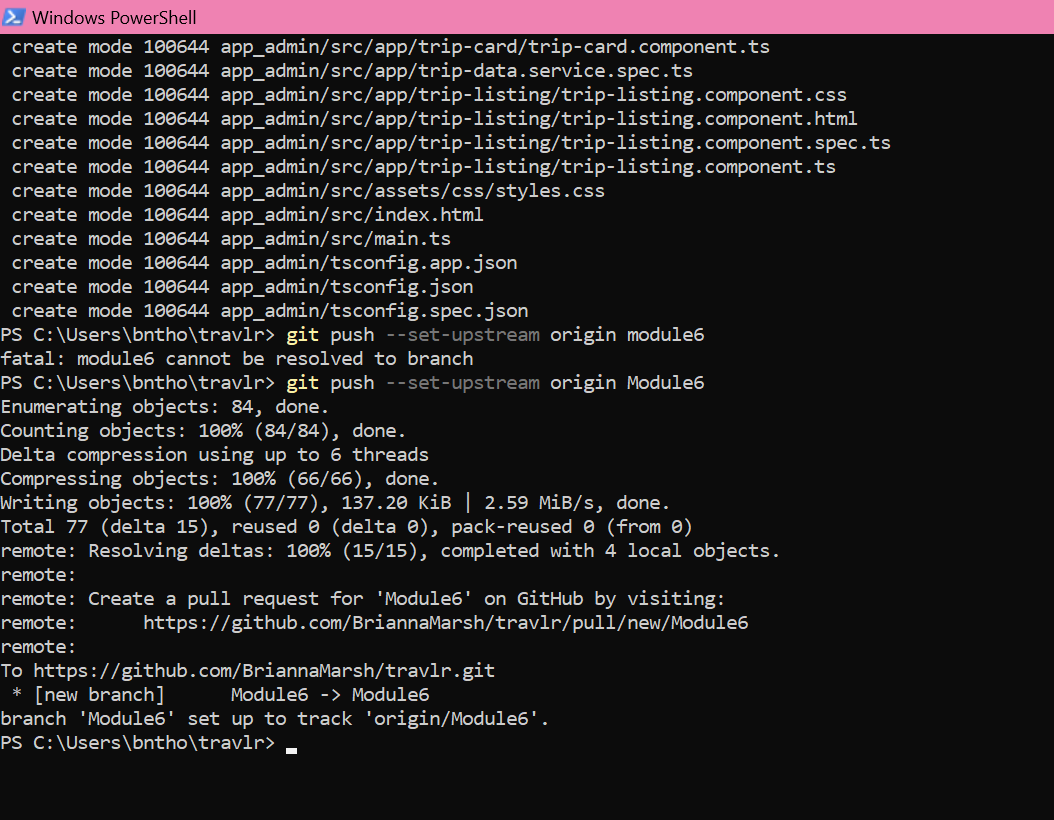 Windows PowerShell
create mode 100644 app_admin/src/app/trip-card/trip-card.component.ts
create mode 100644 app_admin/src/app/trip-data.service.spec.ts
create mode 100644 app_admin/src/app/trip-listing/trip-listing.component.css
create mode 100644 app_admin/src/app/trip-listing/trip-listing.component.html
create mode 100644 app_admin/src/app/trip-listing/trip-listing.component.spec.ts
create mode 100644 app_admin/src/app/trip-listing/trip-listing.component.ts
create mode 100644 app_admin/src/assets/css/styles.css
create mode 100644 app_admin/src/index.html
create mode 100644 app_admin/src/main.ts
create mode 100644 app_admin/tsconfig.app.json
create mode 100644 app_admin/tsconfig.json
create mode 100644 app_admin/tsconfig.spec.json
PS C:\Users\bntho\travlr> git push --set-upstream origin module6
fatal: module6 cannot be resolved to branch
PS C:\Users\bntho\travlr> git push --set-upstream origin Module6
Enumerating objects: 84, done.
Counting objects: 100% (84/84), done.
Delta compression using up to 6 threads
Compressing objects: 100% (66/66), done.
Writing objects: 100% (77/77), 137.20 KiB | 2.59 MiB/s, done.
Total 77 (delta 15), reused 0 (delta 0), pack-reused 0 (from 0)
remote: Resolving deltas: 100% (15/15), completed with 4 local objects.
remote:
remote: Create a pull request for 'Module6' on GitHub by visiting:
remote:      https://github.com/BriannaMarsh/travlr/pull/new/Module6
remote:
To https://github.com/BriannaMarsh/travlr.git
 * [new branch]      Module6 -> Module6
branch 'Module6' set up to track 'origin/Module6'.
PS C:\Users\bntho\travlr>